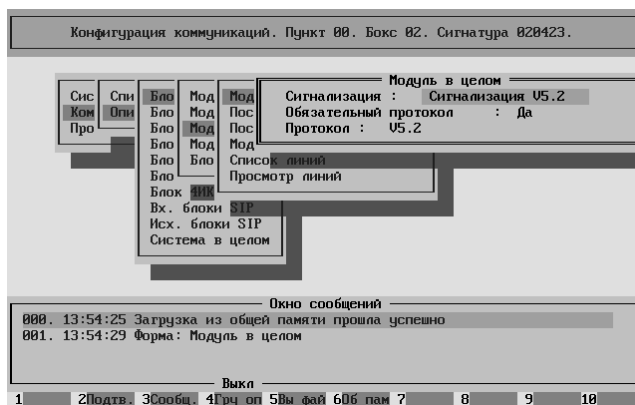 Конфигурация коммуникаций. Пункт 00. Бокс 02. Сигнатура 020423.
Модуль в целом
Сис Спи Бло Мод Мод Сигнализация : Сигнализация V5.2
Ком Опи Бло Мод Пос Обязательный протокол : Да
Про Бло Мод Пос Протокол : V5.2
Бло Мод Мод
Бло Бло Список линий
Бло Просмотр линий
Блок 4ИК
Вх. блоки SIP
Исх. блоки SIP
Система в целом
Окно сообщений
000. 13:54:25 Загрузка из общей памяти прошла успешно
001. 13:54:29 Форма: Модуль в целом
Выкл
1 2Подтв. 3Сообщ. 4Гру оп 5Вы фай 6Об пам 7 8 9 10